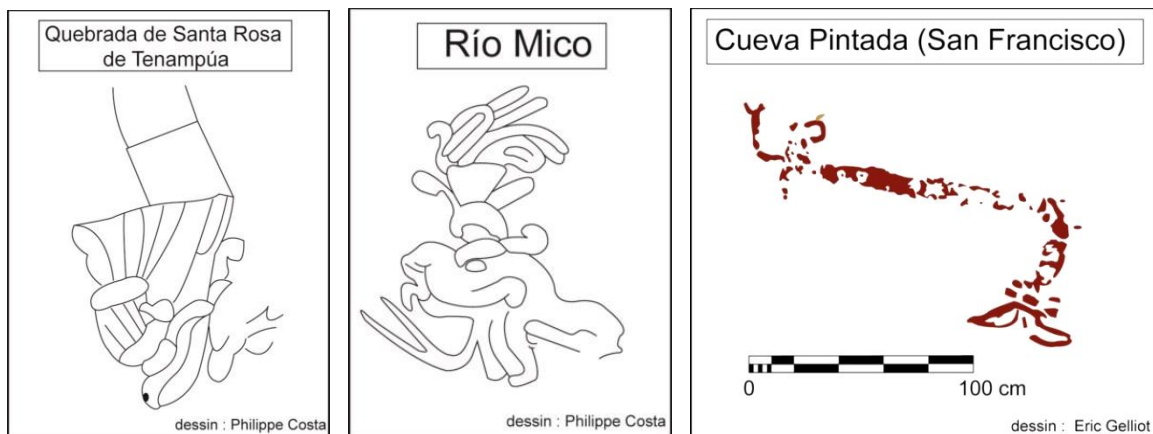 Quebrada de Santa Rosa
de Tenampúa
dessin : Philippe Costa
Río Mico
dessin : Philippe Costa
Cueva Pintada (San Francisco)
0 100 cm
dessin : Eric Gelliot